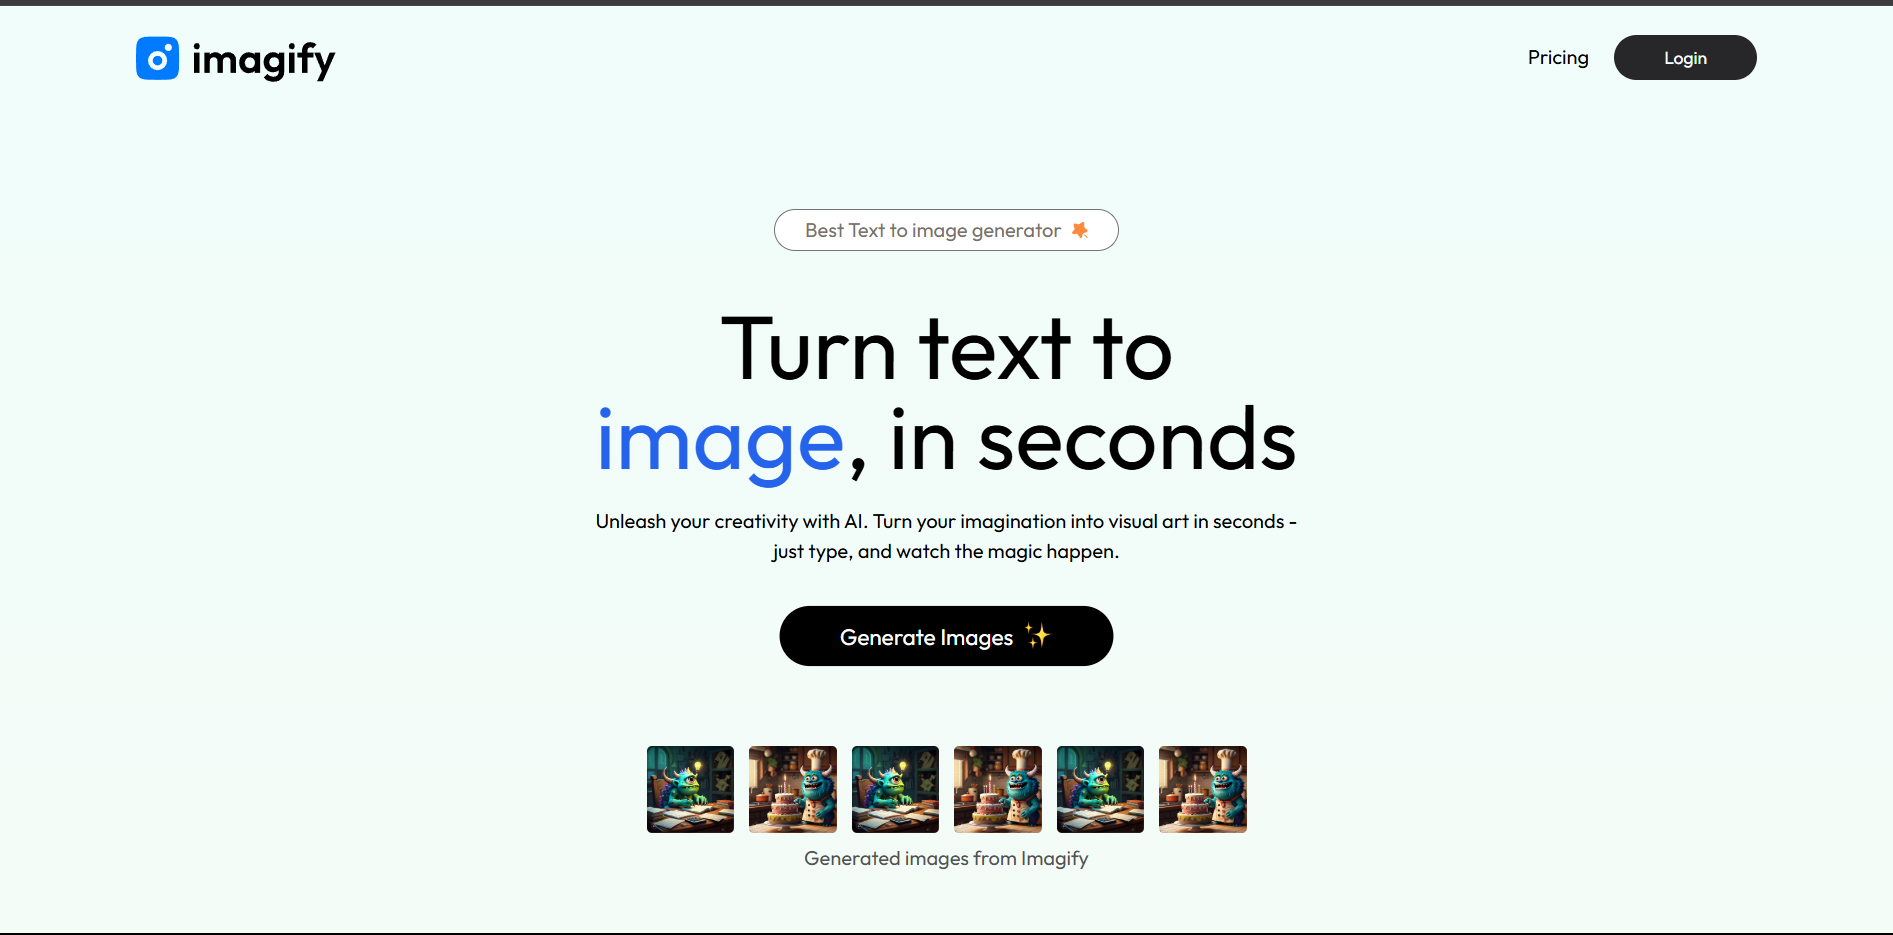 imagify
Pricing
Login
Best Text to image generator
Turn text to
image, in seconds
Unleash your creativity with AI. Turn your imagination into visual art in seconds -
just type, and watch the magic happen.
Generate Images ✨
Generated images from Imagify